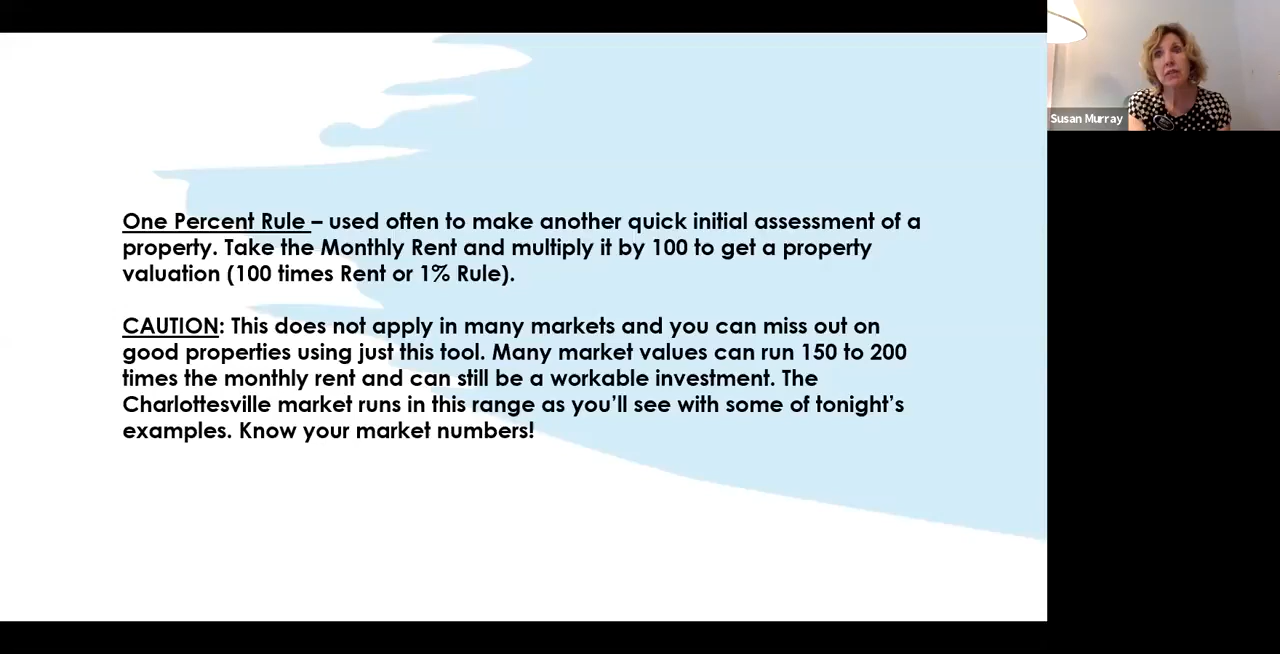 One Percent Rule – used often to make another quick initial assessment of a
property. Take the Monthly Rent and multiply it by 100 to get a property
valuation (100 times Rent or 1% Rule).
CAUTION: This does not apply in many markets and you can miss out on
good properties using just this tool. Many market values can run 150 to 200
times the monthly rent and can still be a workable investment. The
Charlottesville market runs in this range as you’ll see with some of tonight’s
examples. Know your market numbers!
Susan Murray